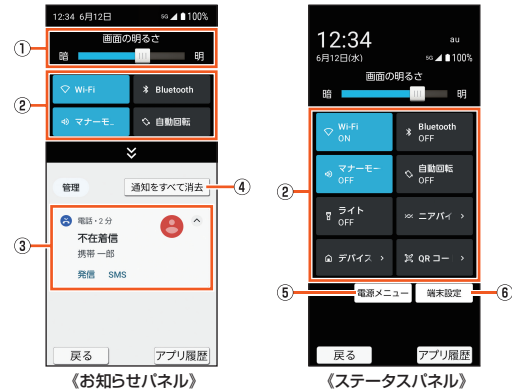 12:34 6月12日 5G 100%
① 画面の明るさ
暗 明
② Wi-Fi Bluetooth
マナーモ… 自動回転
管理 通知をすべて消去 ④
③ 電話・2分
不在着信
携帯 一郎
発信 SMS
戻る アプリ履歴
《お知らせパネル》
12:34 au
6月12日(水) 5G 100%
画面の明るさ
暗 明
② Wi-Fi ON Bluetooth OFF
マナーモー OFF 自動回転 OFF
ライト OFF ニアバイ >
デバイス > QR コー >
⑤ 電源メニュー 端末設定 ⑥
戻る アプリ履歴
《ステータスパネル》